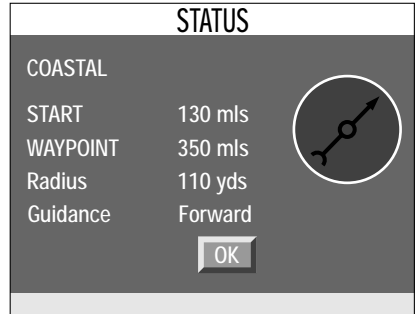 STATUS
COASTAL
START 130 mls
WAYPOINT 350 mls
Radius 110 yds
Guidance Forward
OK